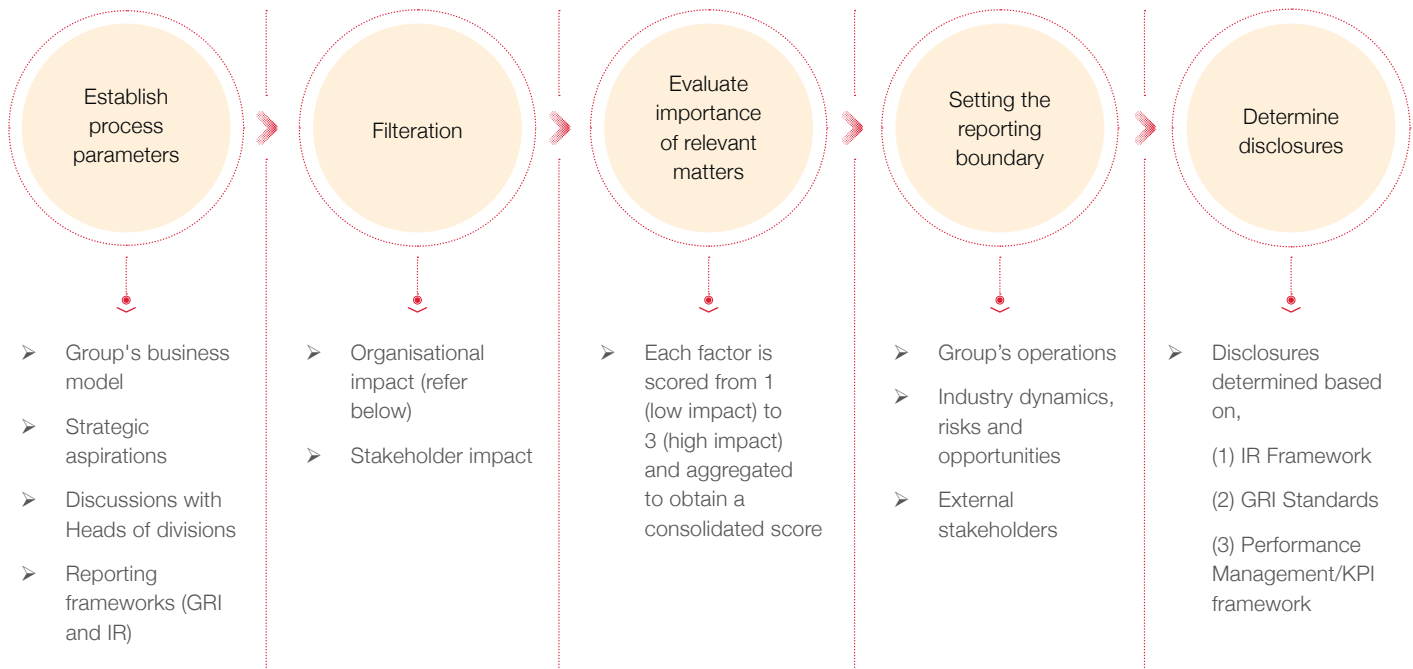 Establish
process
parameters
Group's business
model
Strategic
aspirations
Discussions with
Heads of divisions
Reporting
frameworks (GRI
and IR)
Filteration
Organisational
impact (refer
below)
Stakeholder impact
Evaluate
importance
of relevant
matters
Each factor is
scored from 1
(low impact) to
3 (high impact)
and aggregated
to obtain a
consolidated score
Setting the
reporting
boundary
Group’s operations
Industry dynamics,
risks and
opportunities
External
stakeholders
Determine
disclosures
Disclosures
determined based
on,
(1) IR Framework
(2) GRI Standards
(3) Performance
Management/KPI
framework